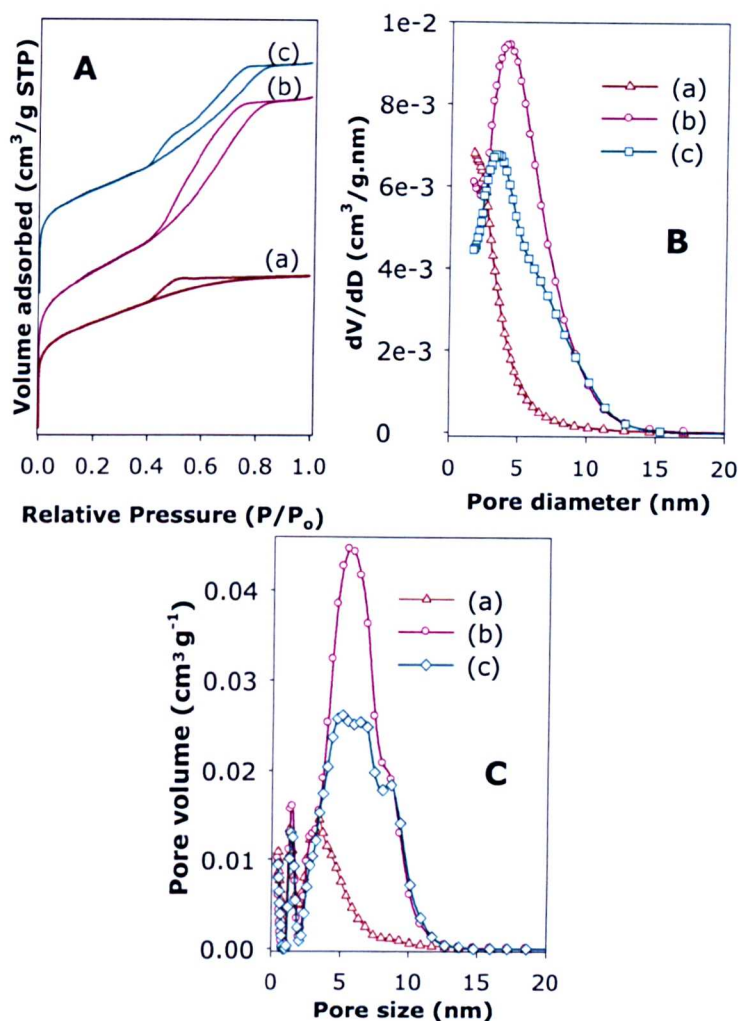 A
(c)
(b)
(a)
Volume adsorbed (cm³/g STP)
0.0 0.2 0.4 0.6 0.8 1.0
Relative Pressure (P/Pₒ)
1e-2
8e-3
6e-3
4e-3
2e-3
0
dV/dD (cm³/g.nm)
(a)
(b)
(c)
B
0 5 10 15 20
Pore diameter (nm)
0.04
0.03
0.02
0.01
0.00
Pore volume (cm³g⁻¹)
(a)
(b)
(c)
C
0 5 10 15 20
Pore size (nm)